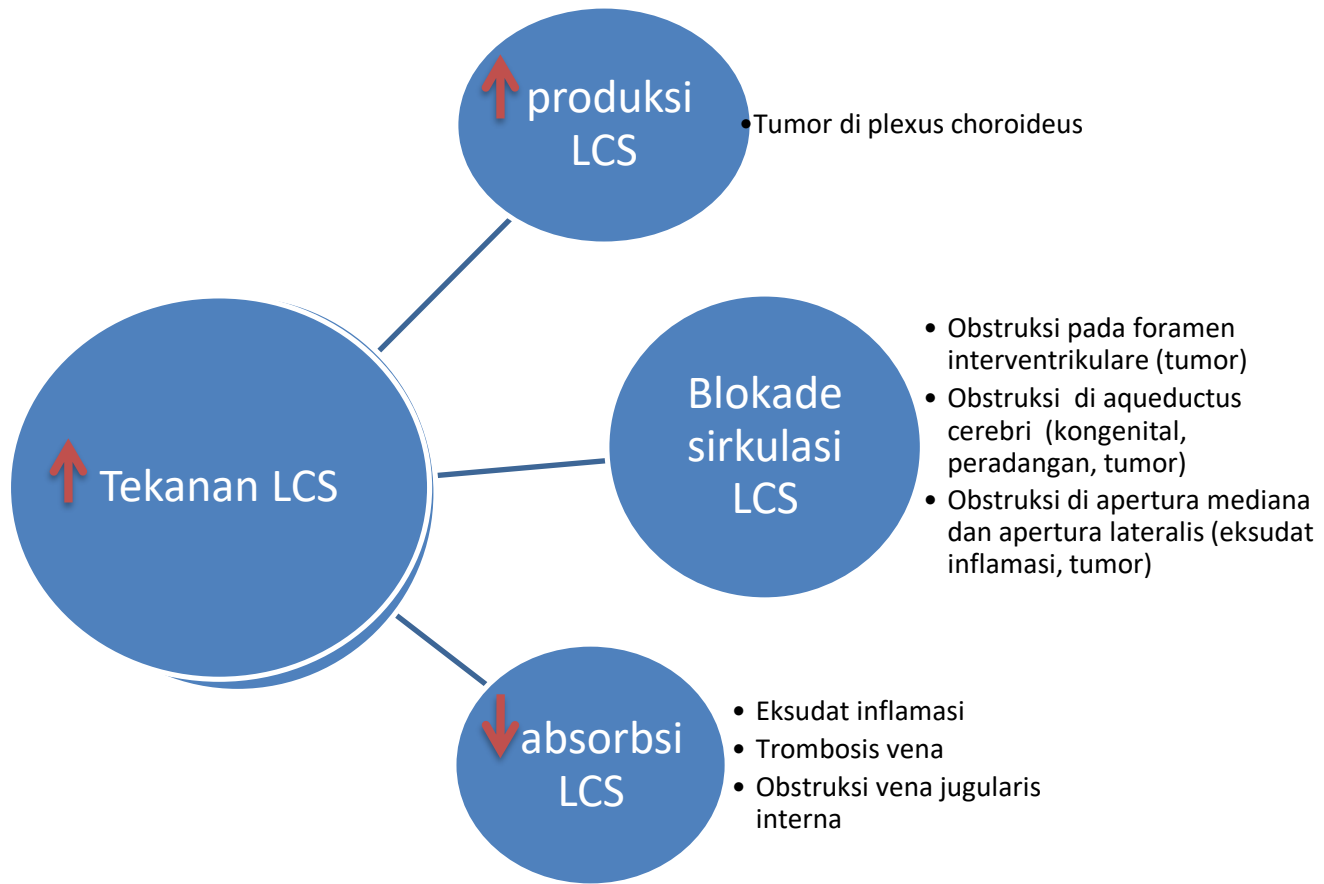 produksi
LCS
•Tumor di plexus choroideus
Tekanan LCS
Blokade
sirkulasi
LCS
• Obstruksi pada foramen
interventrikulare (tumor)
• Obstruksi di aqueductus
cerebri (kongenital,
peradangan, tumor)
• Obstruksi di apertura mediana
dan apertura lateralis (eksudat
inflamasi, tumor)
absorbsi
LCS
• Eksudat inflamasi
• Trombosis vena
• Obstruksi vena jugularis
interna